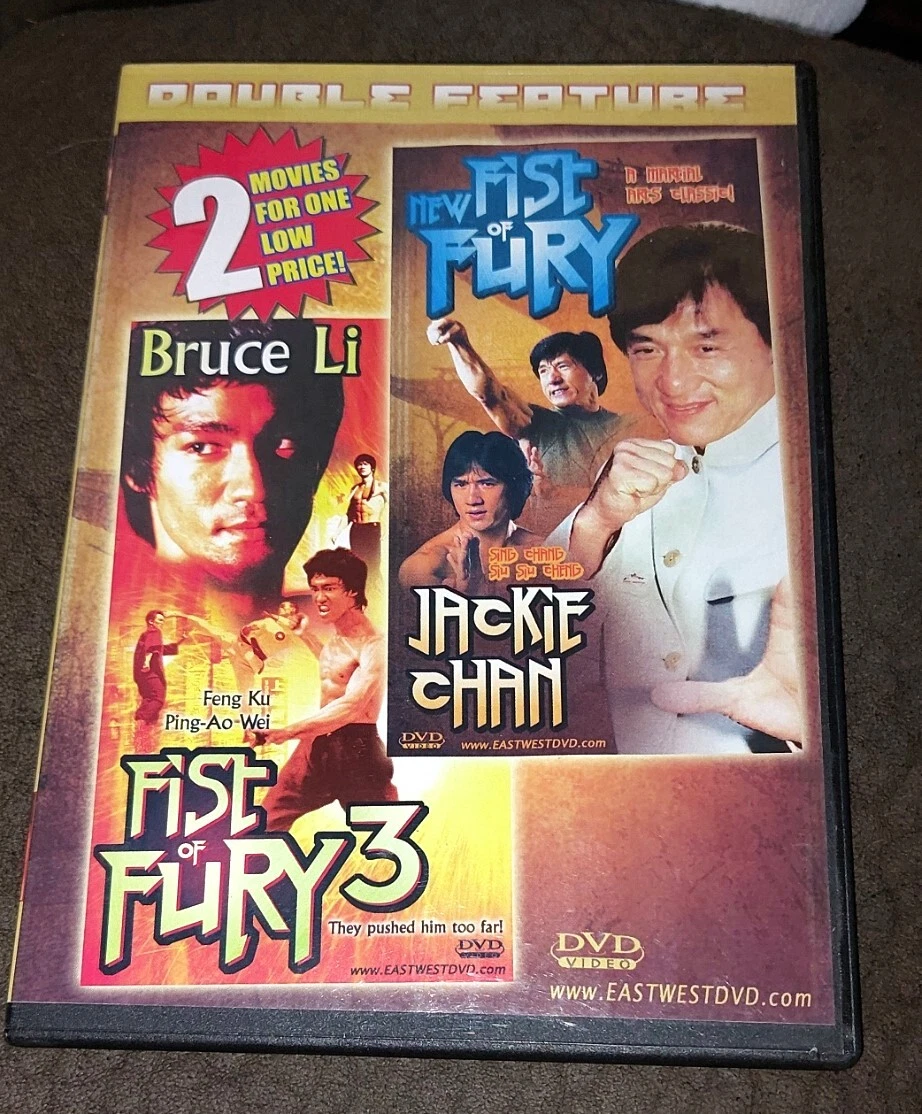 DOUBLE FEATURE
2 MOVIES
FOR ONE
LOW
PRICE!
NEW FIST
OF
FURY
A MARTIAL
ARTS CLASSIC!
SING CHANG
SIU SIU CHENG
JACKIE
CHAN
DVD
VIDEO
www.EASTWESTDVD.com
Bruce Li
Feng Ku
Ping-Ao Wei
FIST
OF
FURY 3
They pushed him too far!
DVD
VIDEO
www.EASTWESTDVD.com
DVD
VIDEO
www.EASTWESTDVD.com